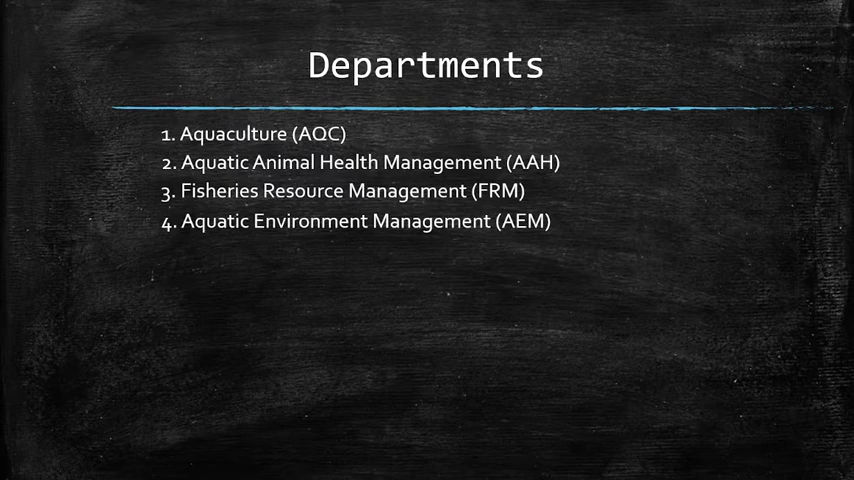 Departments
1. Aquaculture (AQC)
2. Aquatic Animal Health Management (AAH)
3. Fisheries Resource Management (FRM)
4. Aquatic Environment Management (AEM)